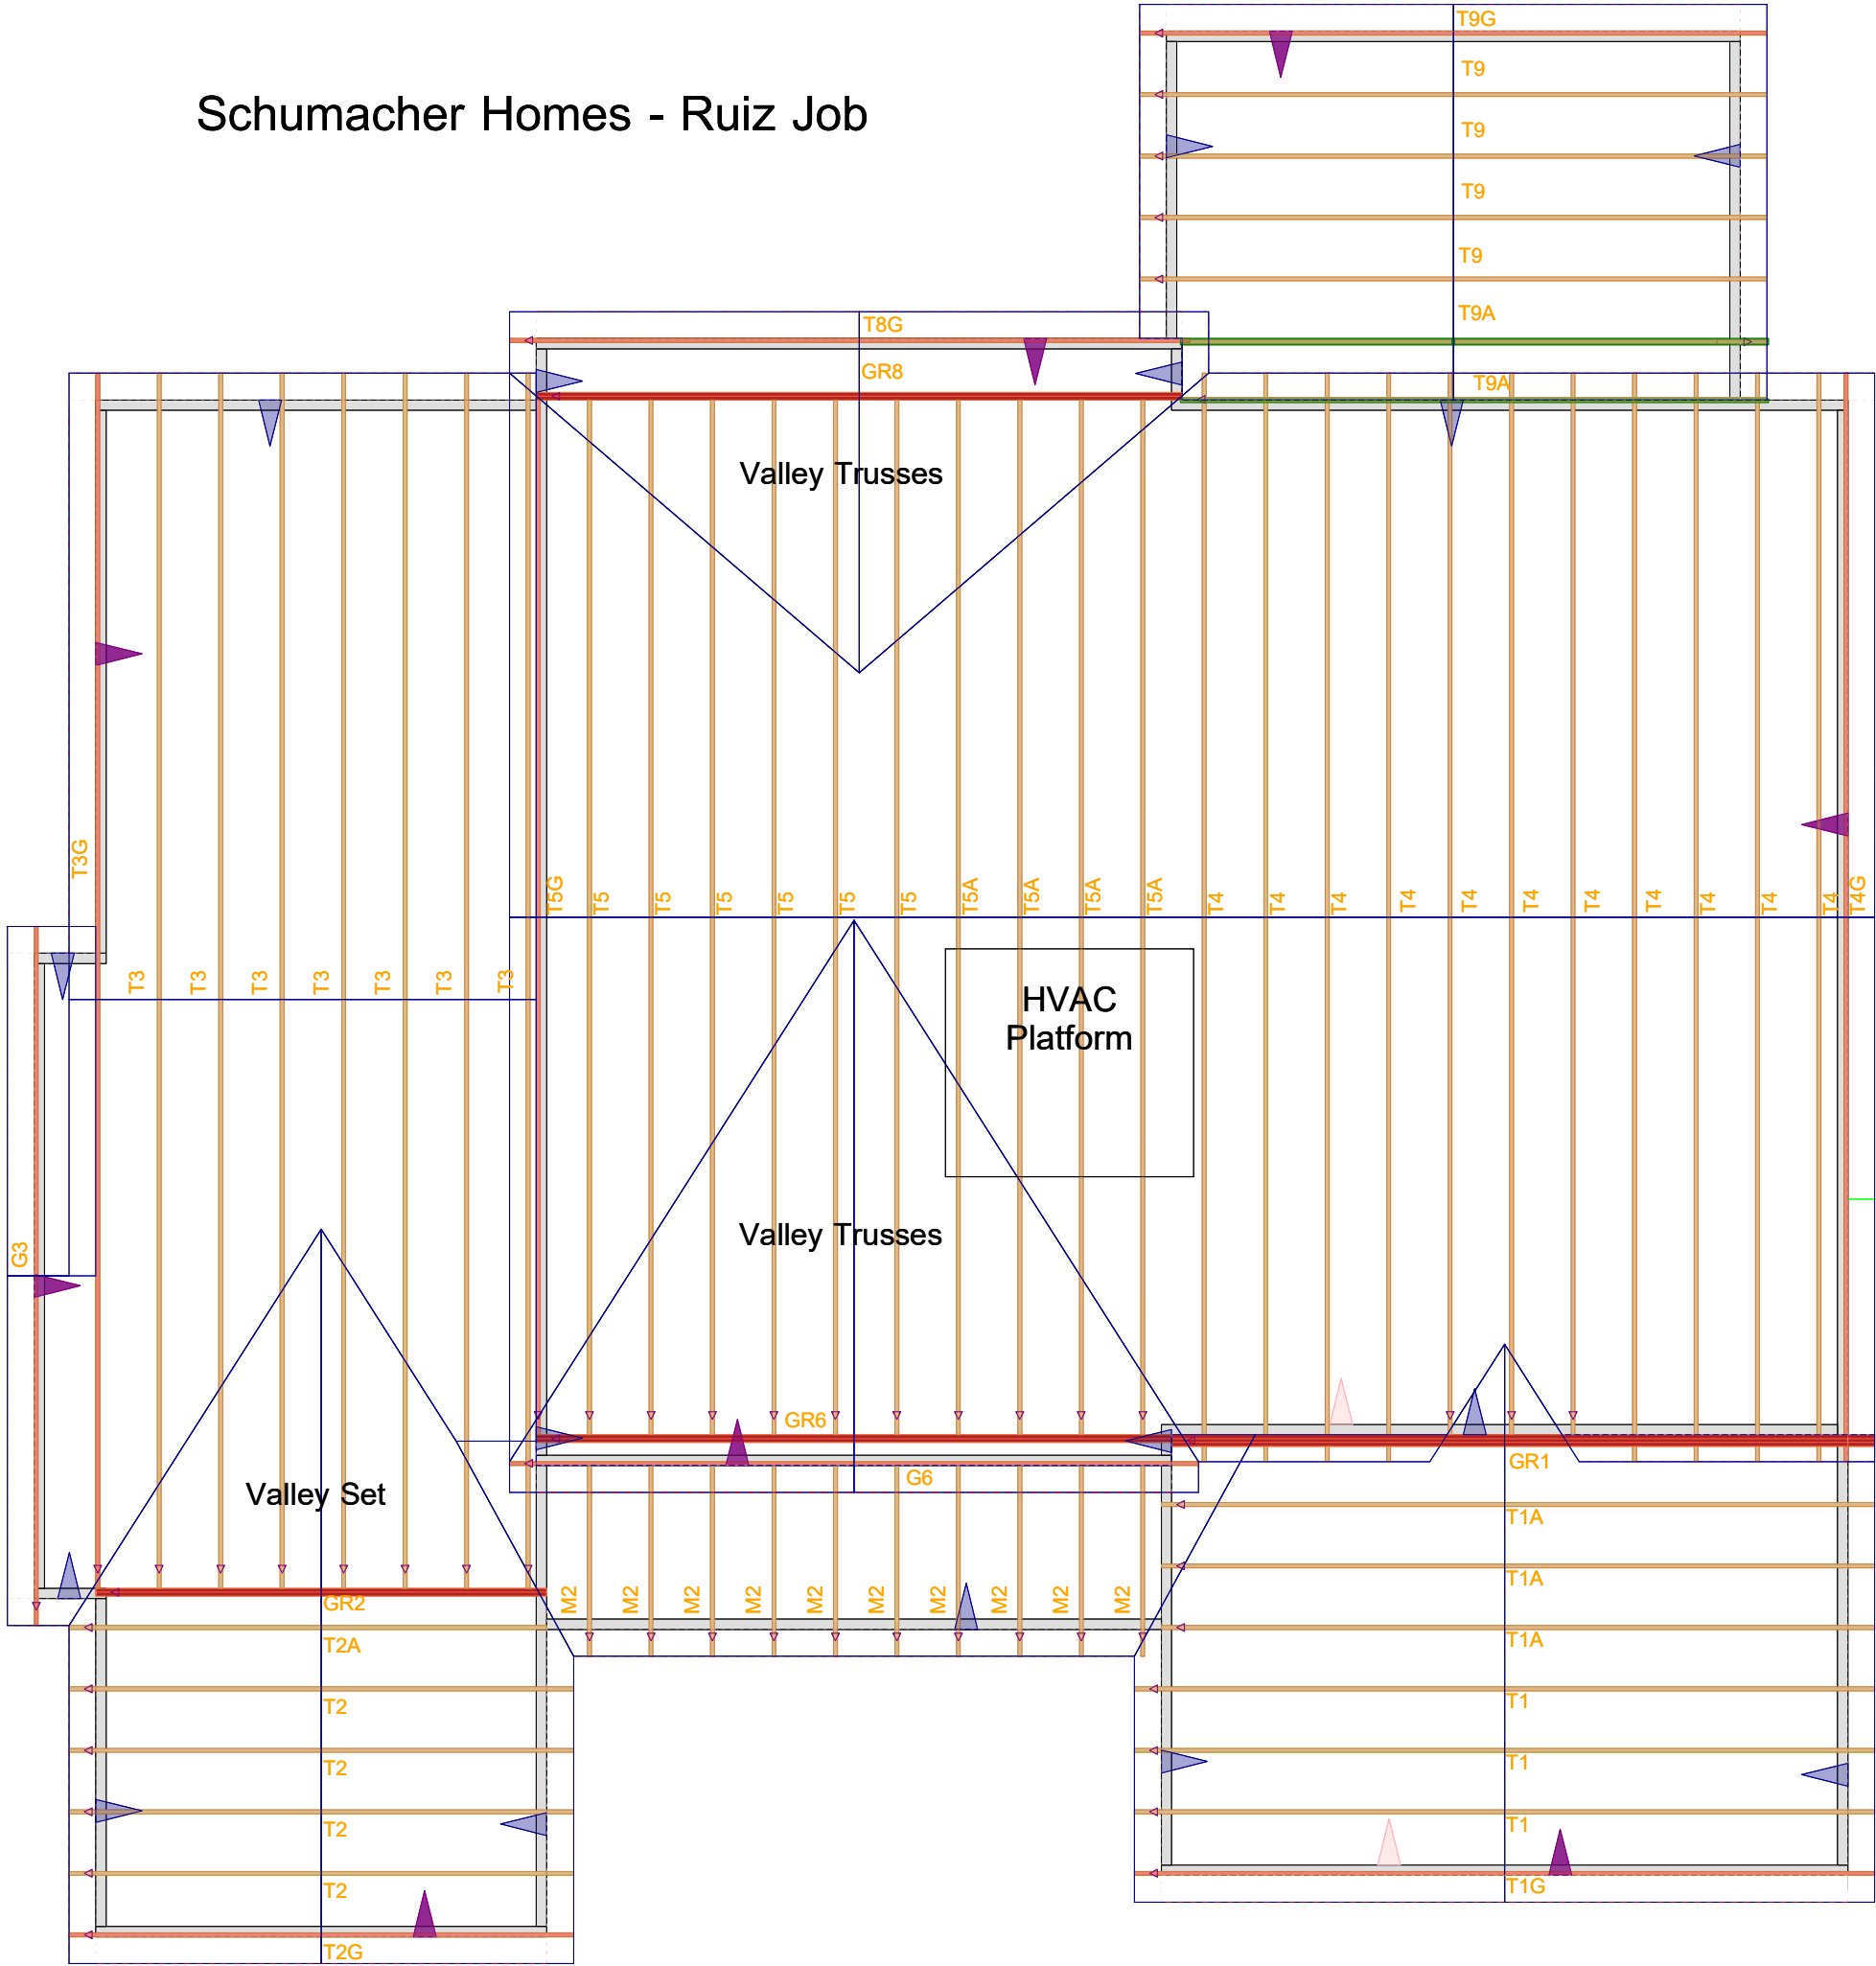 T9G
T9
Schumacher Homes - Ruiz Job
T9
T9
T9
T9A
T8G
GR8
T9A
Valley Trusses
T3G
T5G
T5
T5
T5
T5
T5
T5
T5A
T5A
T5A
T5A
T4
T4
T4
T4
T4
T4
T4
T4
T4
T4
T4
T4G
T3
T3
T3
T3
T3
T3
T3
HVAC
Platform
G3
Valley Trusses
GR6
GR1
G6
Valley Set
T1A
T1A
GR2
M2
M2
M2
M2
M2
M2
M2
M2
M2
M2
T1A
T2A
T2
T1
T2
T1
T2
T1
T2
T1G
T2G